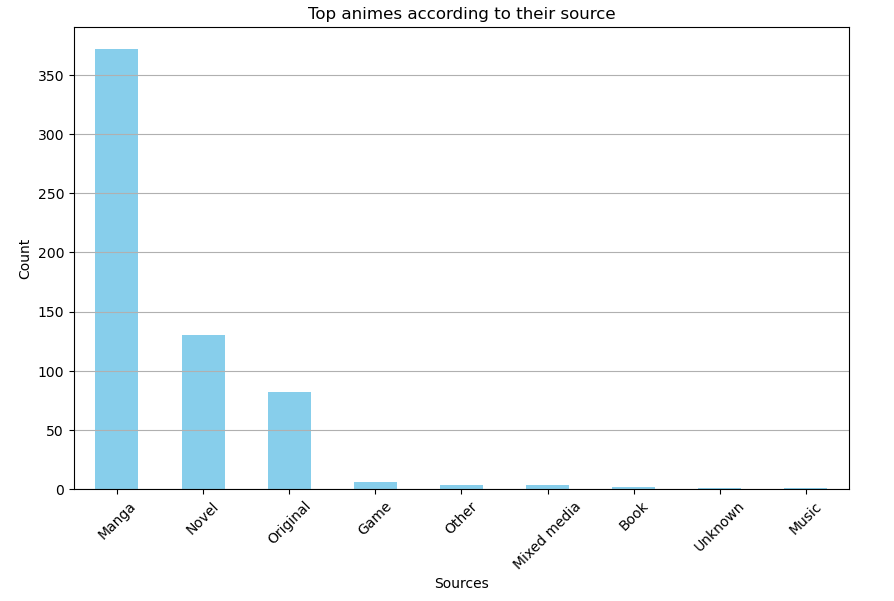 Top animes according to their source
Count
350
300
250
200
150
100
50
0
Manga
Novel
Original
Game
Other
Mixed media
Book
Unknown
Music
Sources